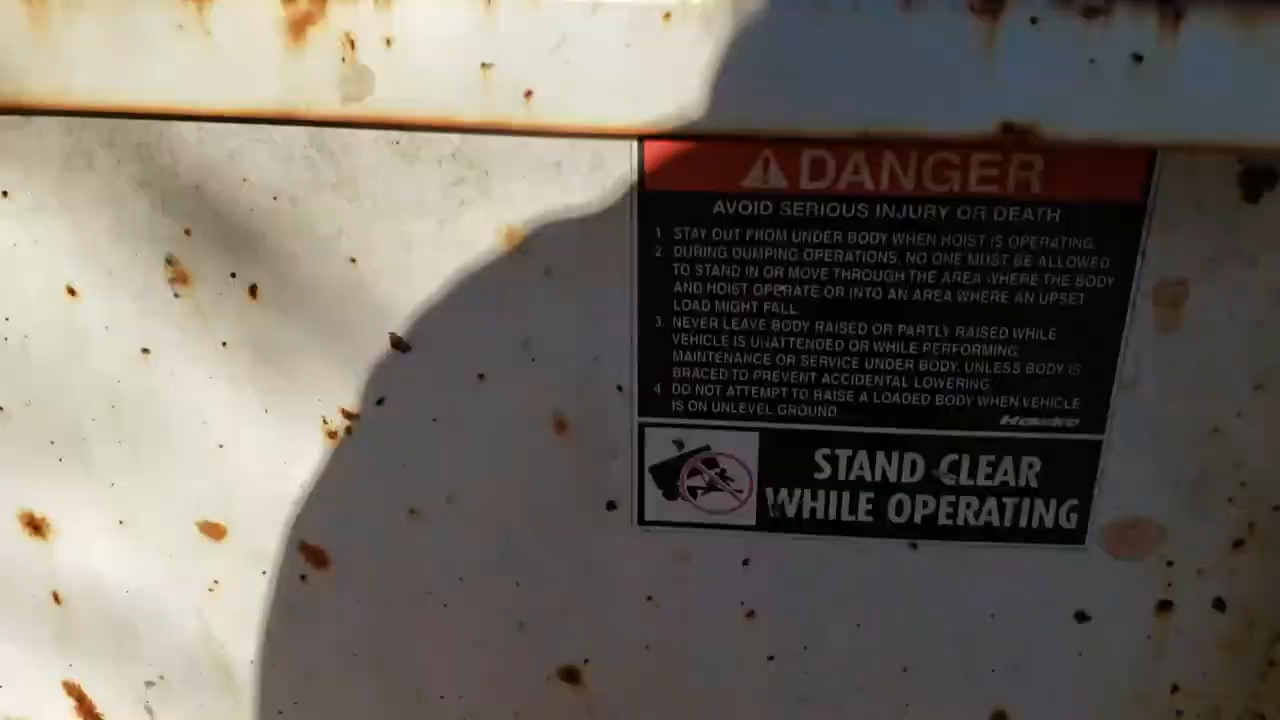 DANGER
AVOID SERIOUS INJURY OR DEATH
1. STAY OUT FROM UNDER BODY WHEN HOIST IS OPERATING.
2. DURING DUMPING OPERATIONS, NO ONE MUST BE ALLOWED
TO STAND IN OR MOVE THROUGH THE AREA WHERE THE BODY
AND HOIST OPERATE OR INTO AN AREA WHERE AN UPSET
LOAD MIGHT FALL.
3. NEVER LEAVE BODY RAISED OR PARTLY RAISED WHILE
VEHICLE IS UNATTENDED OR WHILE PERFORMING
MAINTENANCE OR SERVICE UNDER BODY, UNLESS BODY IS
BRACED TO PREVENT ACCIDENTAL LOWERING.
4. DO NOT ATTEMPT TO RAISE A LOADED BODY WHEN VEHICLE
IS ON UNLEVEL GROUND.
STAND CLEAR
WHILE OPERATING